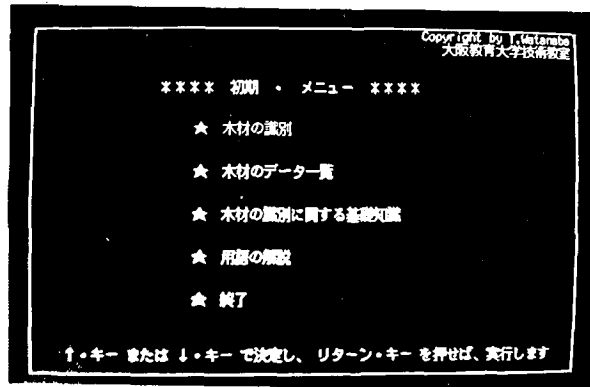 Copyright by T.Watanabe
大阪教育大学技術教室
**** 初期 ・ メニュー ****
★ 木材の識別
★ 木材のデータ一覧
★ 木材の識別に関する基礎知識
★ 用語の解説
★ 終了
↑・キー または ↓・キー で決定し、 リターン・キー を押せば、実行します